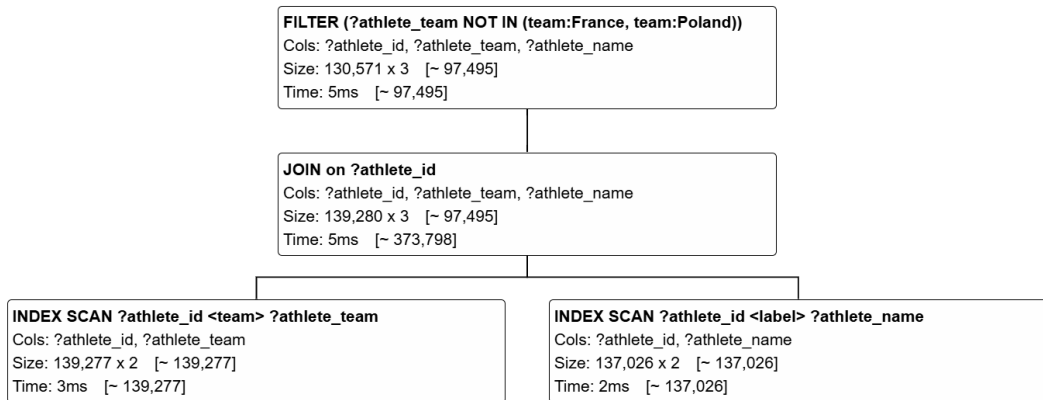 FILTER (?athlete_team NOT IN (team:France, team:Poland))
Cols: ?athlete_id, ?athlete_team, ?athlete_name
Size: 130,571 x 3 [~ 97,495]
Time: 5ms [~ 97,495]
JOIN on ?athlete_id
Cols: ?athlete_id, ?athlete_team, ?athlete_name
Size: 139,280 x 3 [~ 97,495]
Time: 5ms [~ 373,798]
INDEX SCAN ?athlete_id <team> ?athlete_team
Cols: ?athlete_id, ?athlete_team
Size: 139,277 x 2 [~ 139,277]
Time: 3ms [~ 139,277]
INDEX SCAN ?athlete_id <label> ?athlete_name
Cols: ?athlete_id, ?athlete_name
Size: 137,026 x 2 [~ 137,026]
Time: 2ms [~ 137,026]